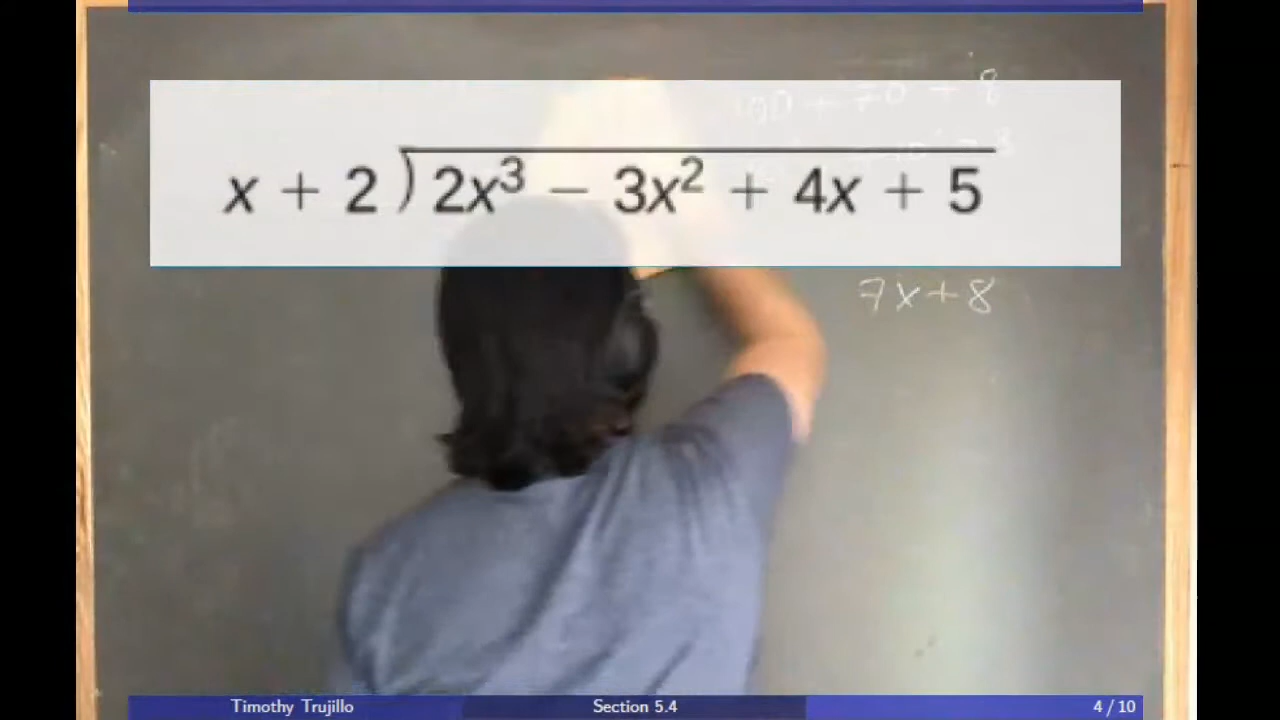 x + 2 ) 2x³ − 3x² + 4x + 5
7x+8
Timothy Trujillo Section 5.4 4 / 10